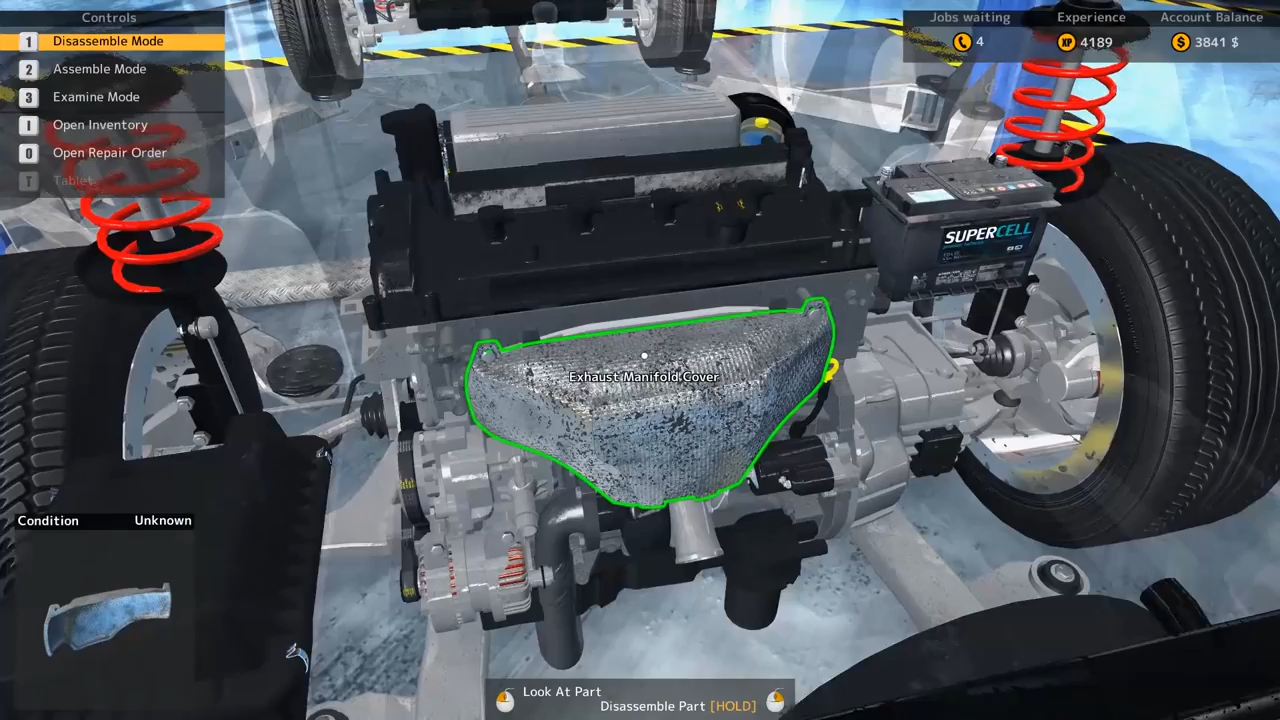 Controls
1 Disassemble Mode
2 Assemble Mode
3 Examine Mode
I Open Inventory
O Open Repair Order
T Tablet
Jobs waiting
4
Experience
XP 4189
Account Balance
$ 3841 $
SUPERCELL
Exhaust Manifold Cover
Condition Unknown
Look At Part
Disassemble Part [HOLD]